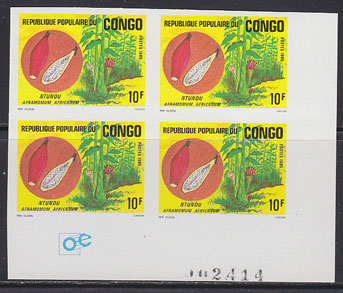 REPUBLIQUE POPULAIRE DU CONGO
POSTES 1985
NTUNDU
AFRAMOMUM AFRICANUM
10F
REPUBLIQUE POPULAIRE DU CONGO
POSTES 1985
NTUNDU
AFRAMOMUM AFRICANUM
10F
REPUBLIQUE POPULAIRE DU CONGO
POSTES 1985
NTUNDU
AFRAMOMUM AFRICANUM
10F
REPUBLIQUE POPULAIRE DU CONGO
POSTES 1985
NTUNDU
AFRAMOMUM AFRICANUM
10F
102414